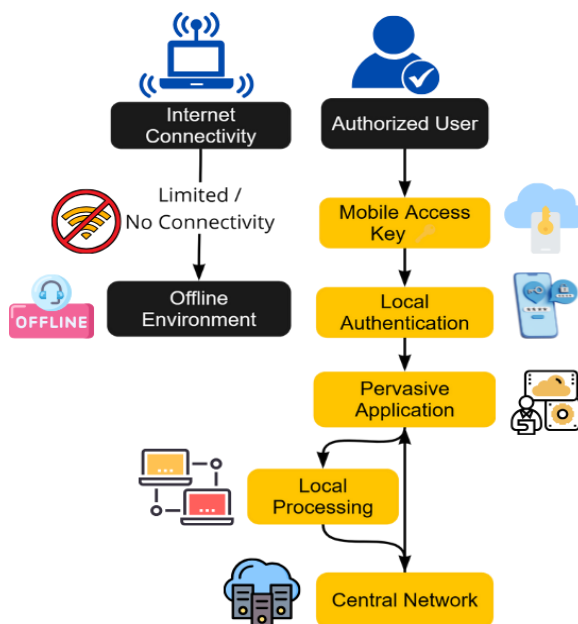 Internet
Connectivity
Authorized User
Limited /
No Connectivity
Mobile Access
Key
OFFLINE
Offline
Environment
Local
Authentication
Pervasive
Application
Local
Processing
Central Network